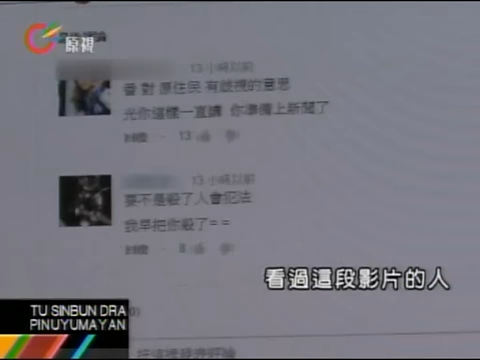 原視
13 小時以前
番 對 原住民 有歧視的意思
光你這樣一直講 你準備上新聞了
回覆 · 13
13 小時以前
要不是殺了人會犯法
我早把你殺了= =
回覆 · 8
看過這段影片的人
TU SINBUN DRA
PINUYUMAYAN